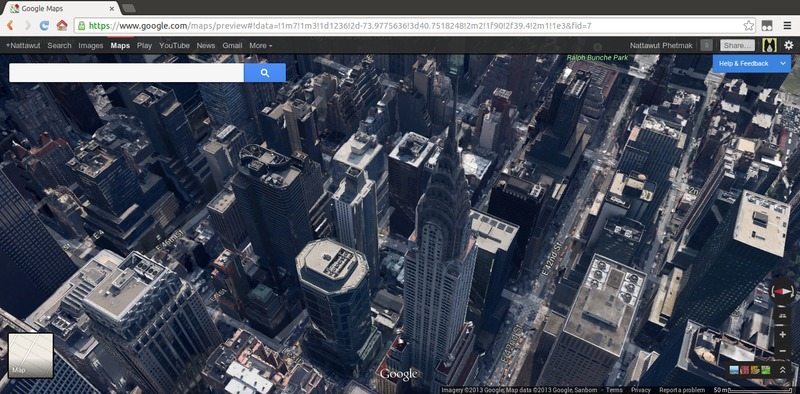 Google Maps
https://www.google.com/maps/preview#!data=!1m7!1m3!1d1236!2d-73.9775636!3d40.7518248!2m2!1f90!2f39.4!2m1!1e3&fid=7
+Nattawut Search Images Maps Play YouTube News Gmail More
Nattawut Phetmak 0 Share...
Ralph Bunche Park
Help & Feedback
E 42nd St
Map
Google
Imagery ©2013 Google, Map data ©2013 Google, Sanborn - Terms Privacy Report a problem 50 m